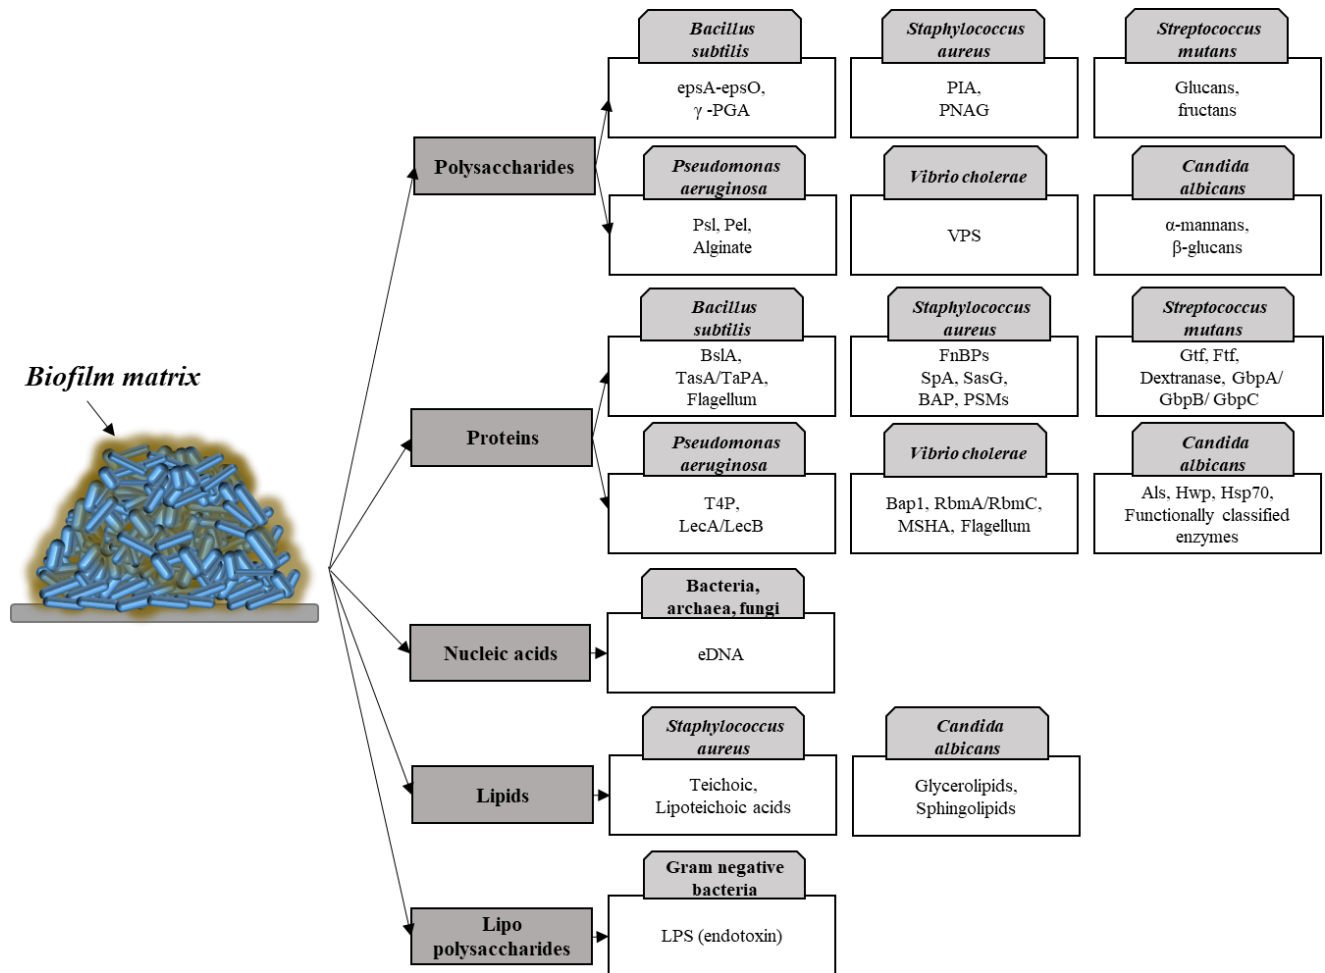 Biofilm matrix
Polysaccharides
Bacillus
subtilis
epsA-epsO,
γ -PGA
Staphylococcus
aureus
PIA,
PNAG
Streptococcus
mutans
Glucans,
fructans
Pseudomonas
aeruginosa
Psl, Pel,
Alginate
Vibrio cholerae
VPS
Candida
albicans
α-mannans,
β-glucans
Proteins
Bacillus
subtilis
BslA,
TasA/TaPA,
Flagellum
Staphylococcus
aureus
FnBPs
SpA, SasG,
BAP, PSMs
Streptococcus
mutans
Gtf, Ftf,
Dextranase, GbpA/
GbpB/ GbpC
Pseudomonas
aeruginosa
T4P,
LecA/LecB
Vibrio cholerae
Bap1, RbmA/RbmC,
MSHA, Flagellum
Candida
albicans
Als, Hwp, Hsp70,
Functionally classified
enzymes
Nucleic acids
Bacteria,
archaea, fungi
eDNA
Lipids
Staphylococcus
aureus
Teichoic,
Lipoteichoic acids
Candida
albicans
Glycerolipids,
Sphingolipids
Lipo
polysaccharides
Gram negative
bacteria
LPS (endotoxin)